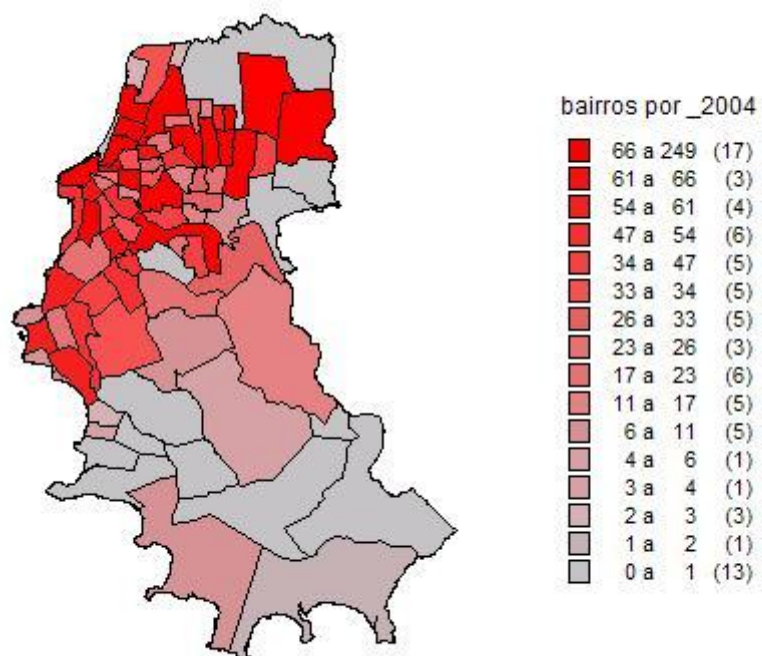 bairros por _2004
66 a 249 (17)
61 a 66 (3)
54 a 61 (4)
47 a 54 (6)
34 a 47 (5)
33 a 34 (5)
26 a 33 (5)
23 a 26 (3)
17 a 23 (6)
11 a 17 (5)
6 a 11 (5)
4 a 6 (1)
3 a 4 (1)
2 a 3 (3)
1 a 2 (1)
0 a 1 (13)